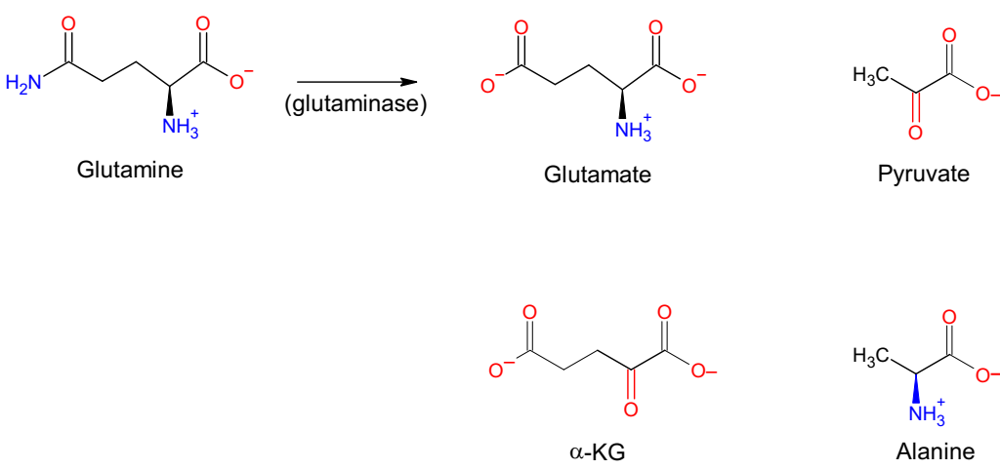 O O O O O
H₂N O⁻ (glutaminase) O⁻ O⁻ H₃C O–
NH₃⁺ NH₃⁺ O
Glutamine Glutamate Pyruvate
O O O
O⁻ O– H₃C O–
O NH₃⁺
α-KG Alanine